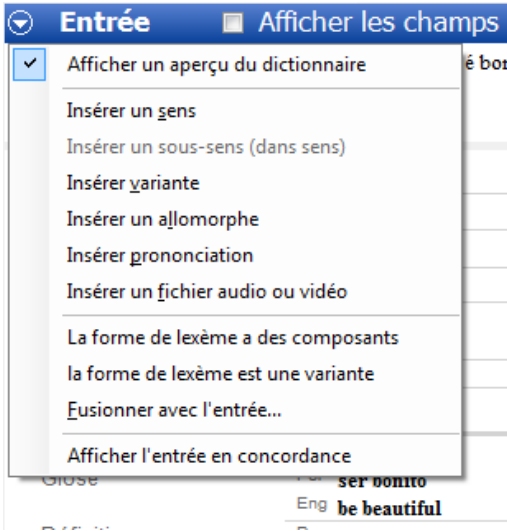 Entrée Afficher les champs
Afficher un aperçu du dictionnaire
Insérer un sens
Insérer un sous-sens (dans sens)
Insérer variante
Insérer un allomorphe
Insérer prononciation
Insérer un fichier audio ou vidéo
La forme de lexème a des composants
la forme de lexème est une variante
Fusionner avec l'entrée...
Afficher l'entrée en concordance
Glose ser bonito
Eng be beautiful